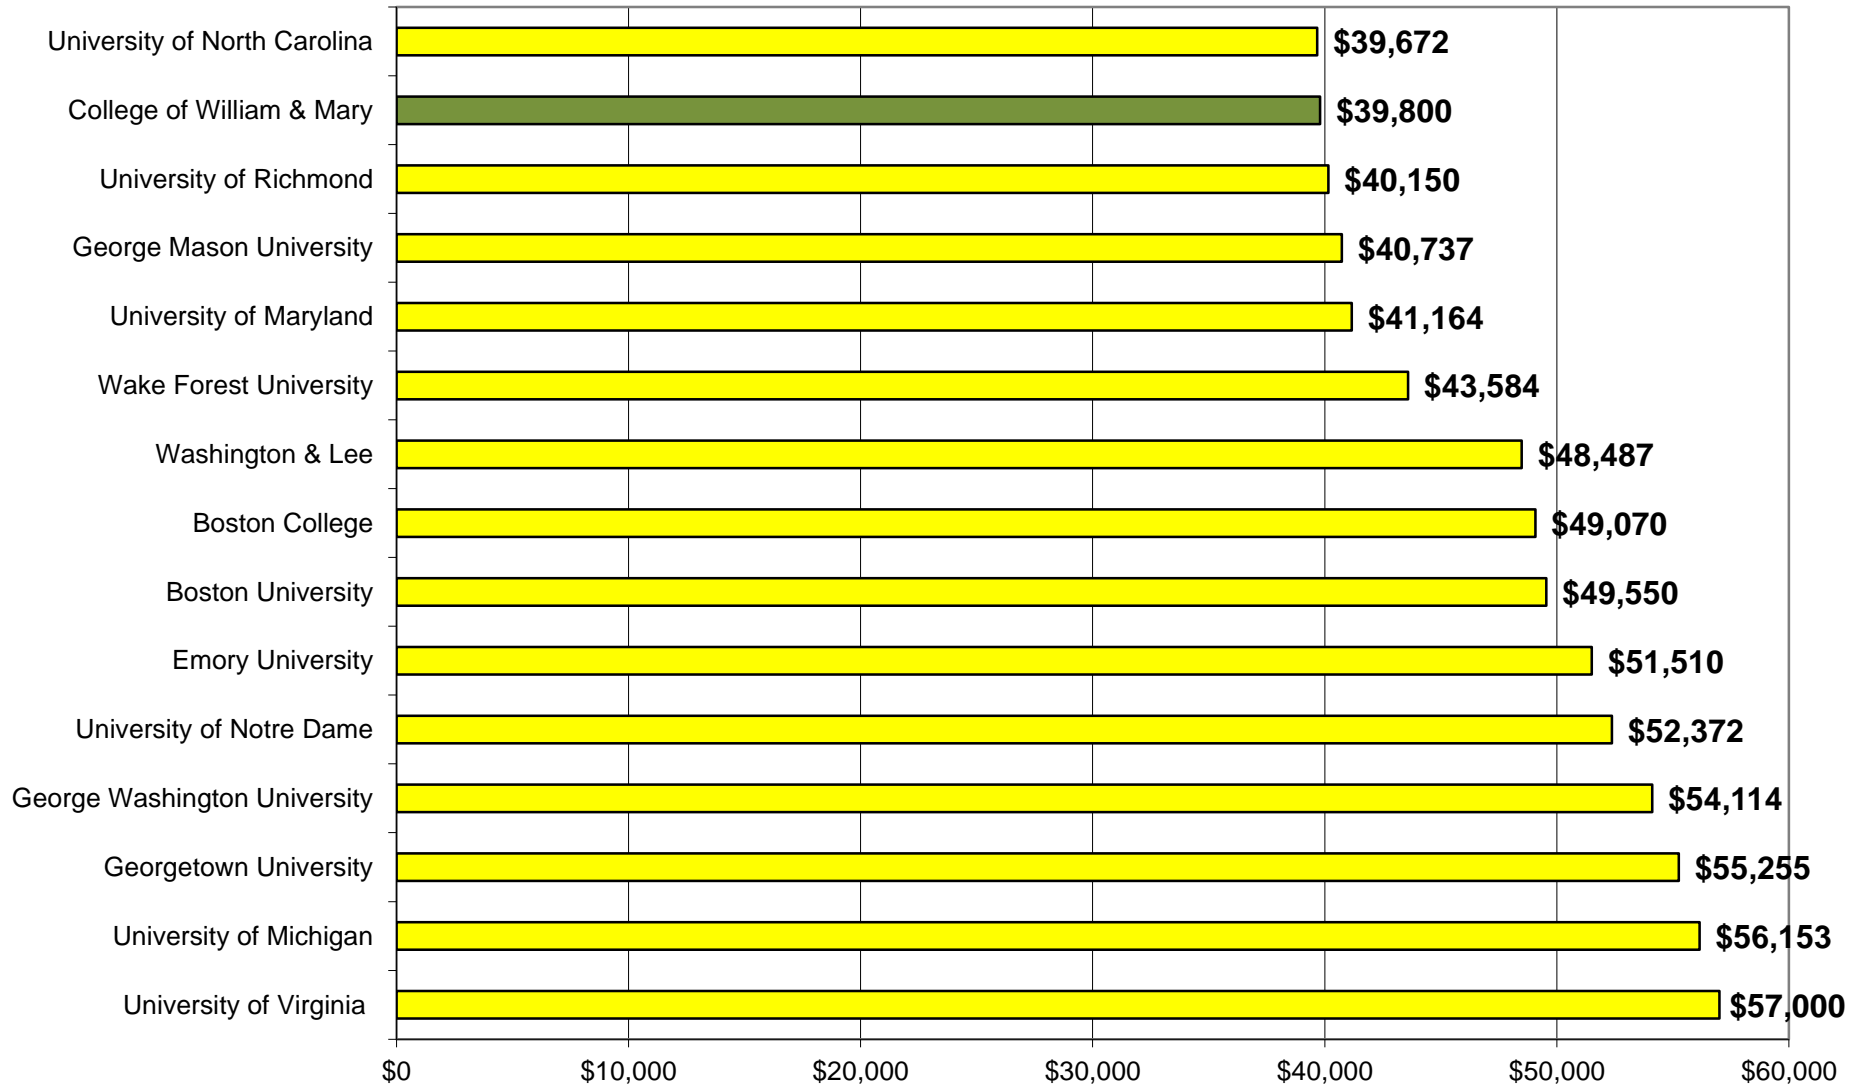 University of North Carolina $39,672
College of William & Mary $39,800
University of Richmond $40,150
George Mason University $40,737
University of Maryland $41,164
Wake Forest University $43,584
Washington & Lee $48,487
Boston College $49,070
Boston University $49,550
Emory University $51,510
University of Notre Dame $52,372
George Washington University $54,114
Georgetown University $55,255
University of Michigan $56,153
University of Virginia $57,000
$0 $10,000 $20,000 $30,000 $40,000 $50,000 $60,000